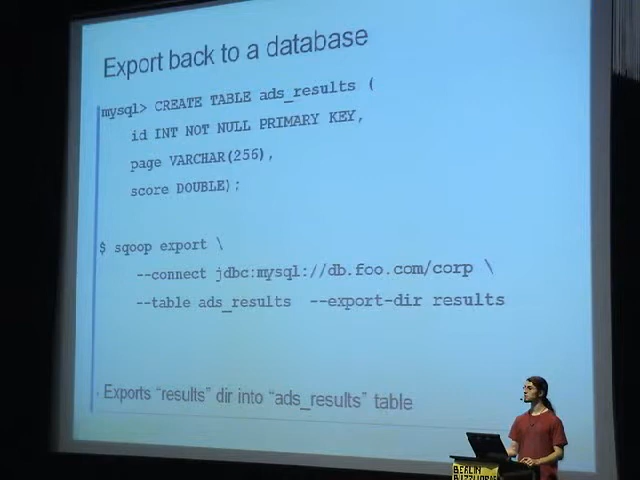 Export back to a database
mysql> CREATE TABLE ads_results (
id INT NOT NULL PRIMARY KEY,
page VARCHAR(256),
score DOUBLE);
$ sqoop export \
--connect jdbc:mysql://db.foo.com/corp \
--table ads_results --export-dir results
Exports "results" dir into "ads_results" table
BERLIN
BUZZWORDS